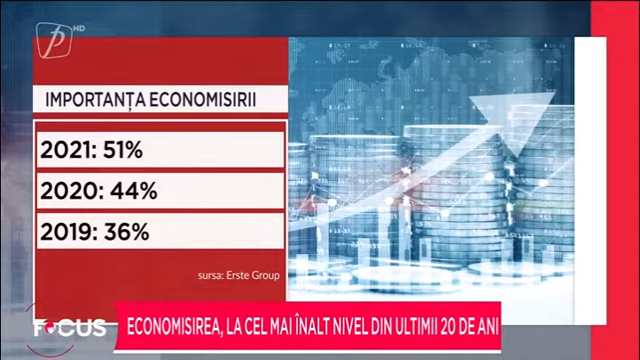 p HD
IMPORTANȚA ECONOMISIRII
2021: 51%
2020: 44%
2019: 36%
sursa: Erste Group
FOCUS
ECONOMISIREA, LA CEL MAI ÎNALT NIVEL DIN ULTIMII 20 DE ANI